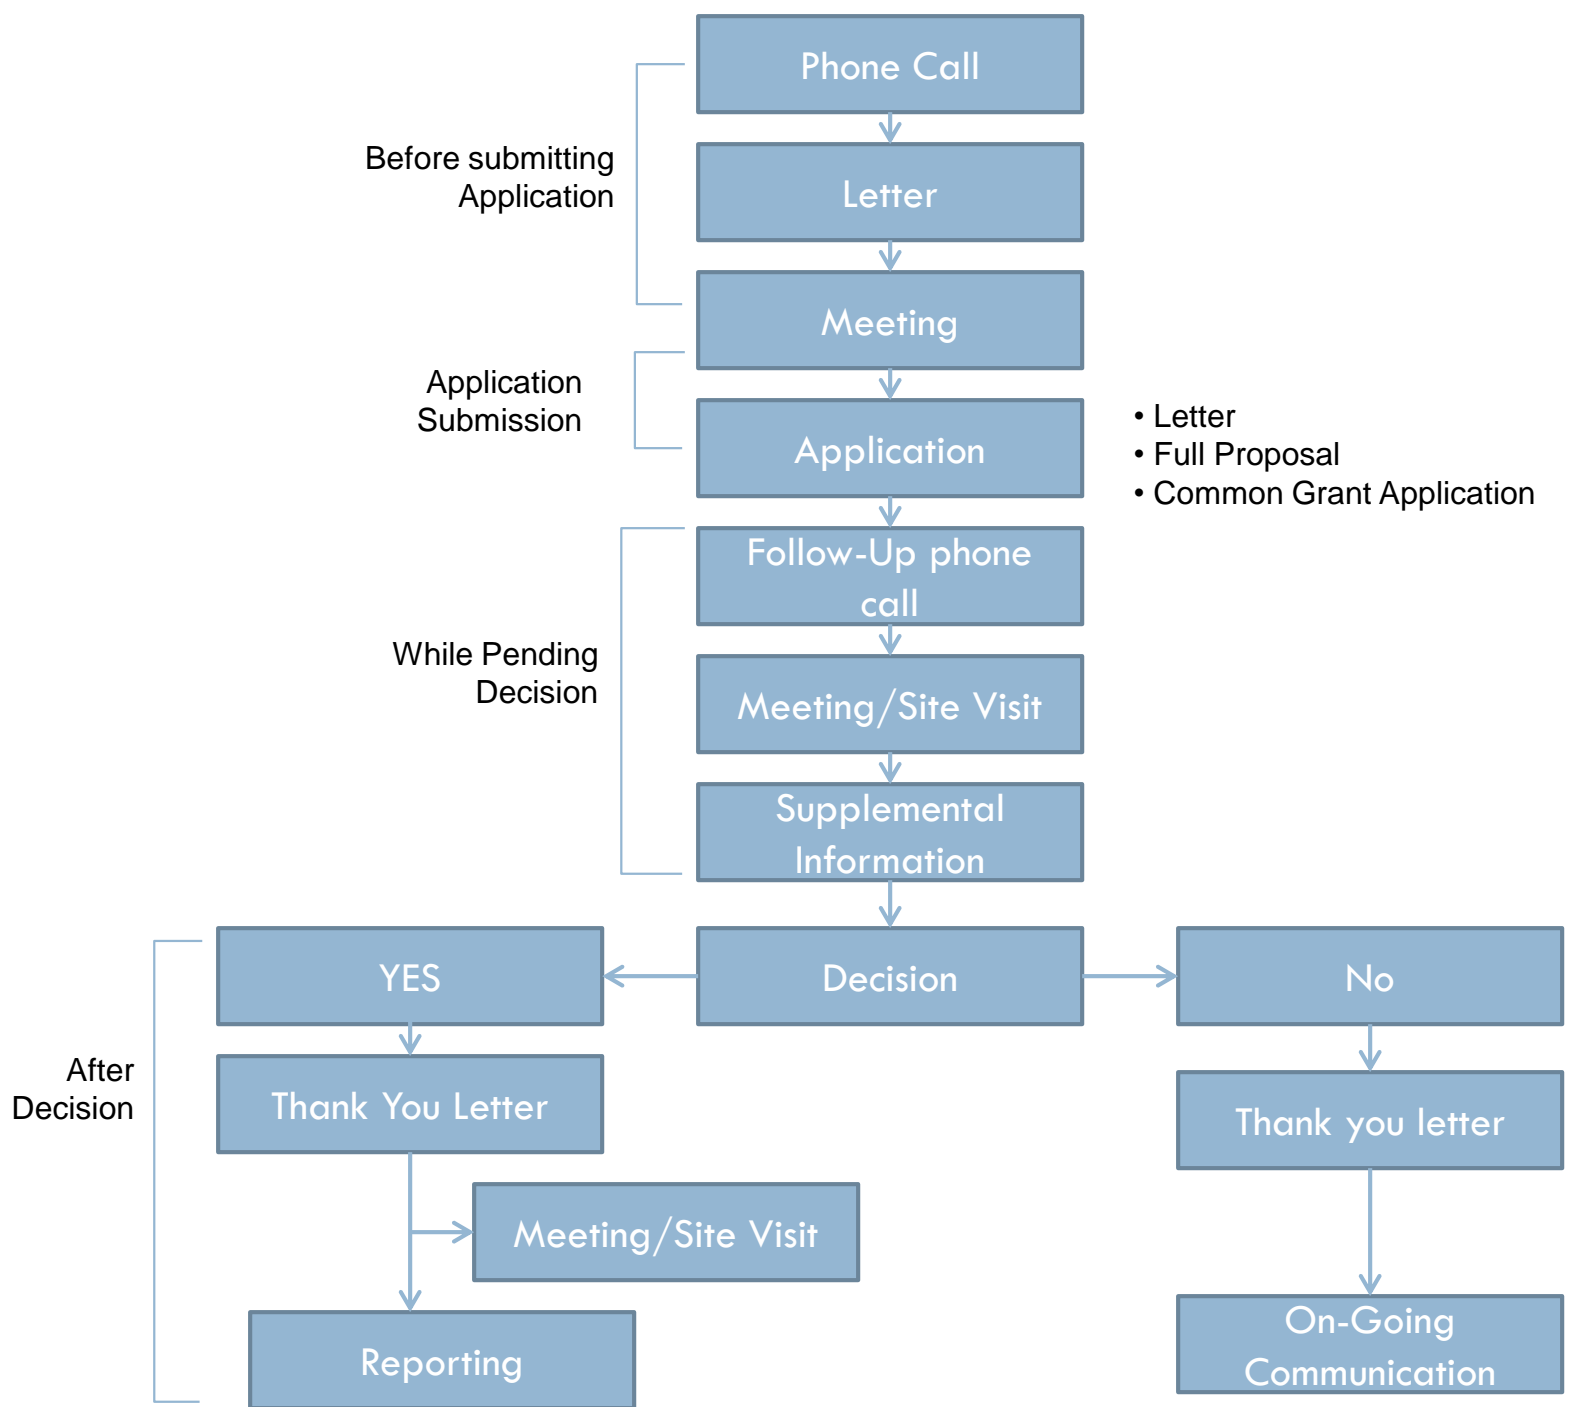 Phone Call
Before submitting
Application
Letter
Meeting
Application
Submission
Application
• Letter
• Full Proposal
• Common Grant Application
Follow-Up phone
call
While Pending
Decision
Meeting/Site Visit
Supplemental
Information
YES
Decision
No
After
Decision
Thank You Letter
Thank you letter
Meeting/Site Visit
Reporting
On-Going
Communication